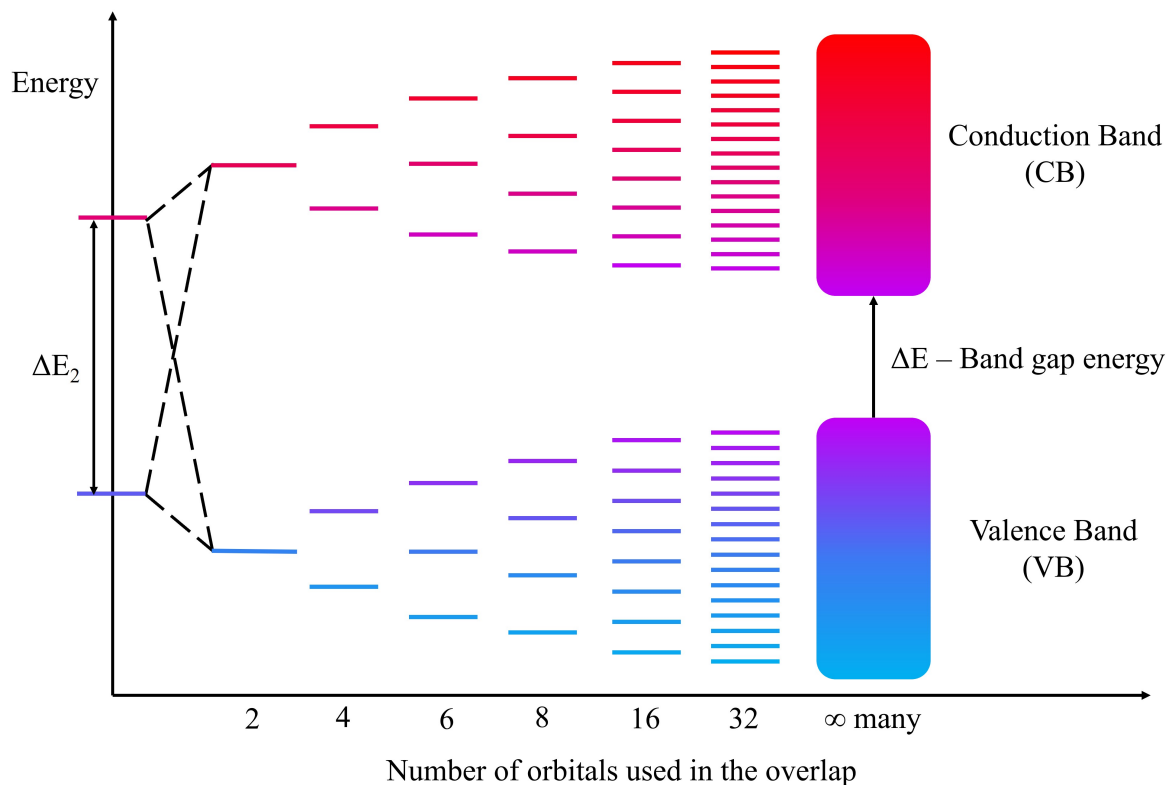 Energy
Conduction Band
(CB)
ΔE₂
ΔE – Band gap energy
Valence Band
(VB)
2 4 6 8 16 32 ∞ many
Number of orbitals used in the overlap